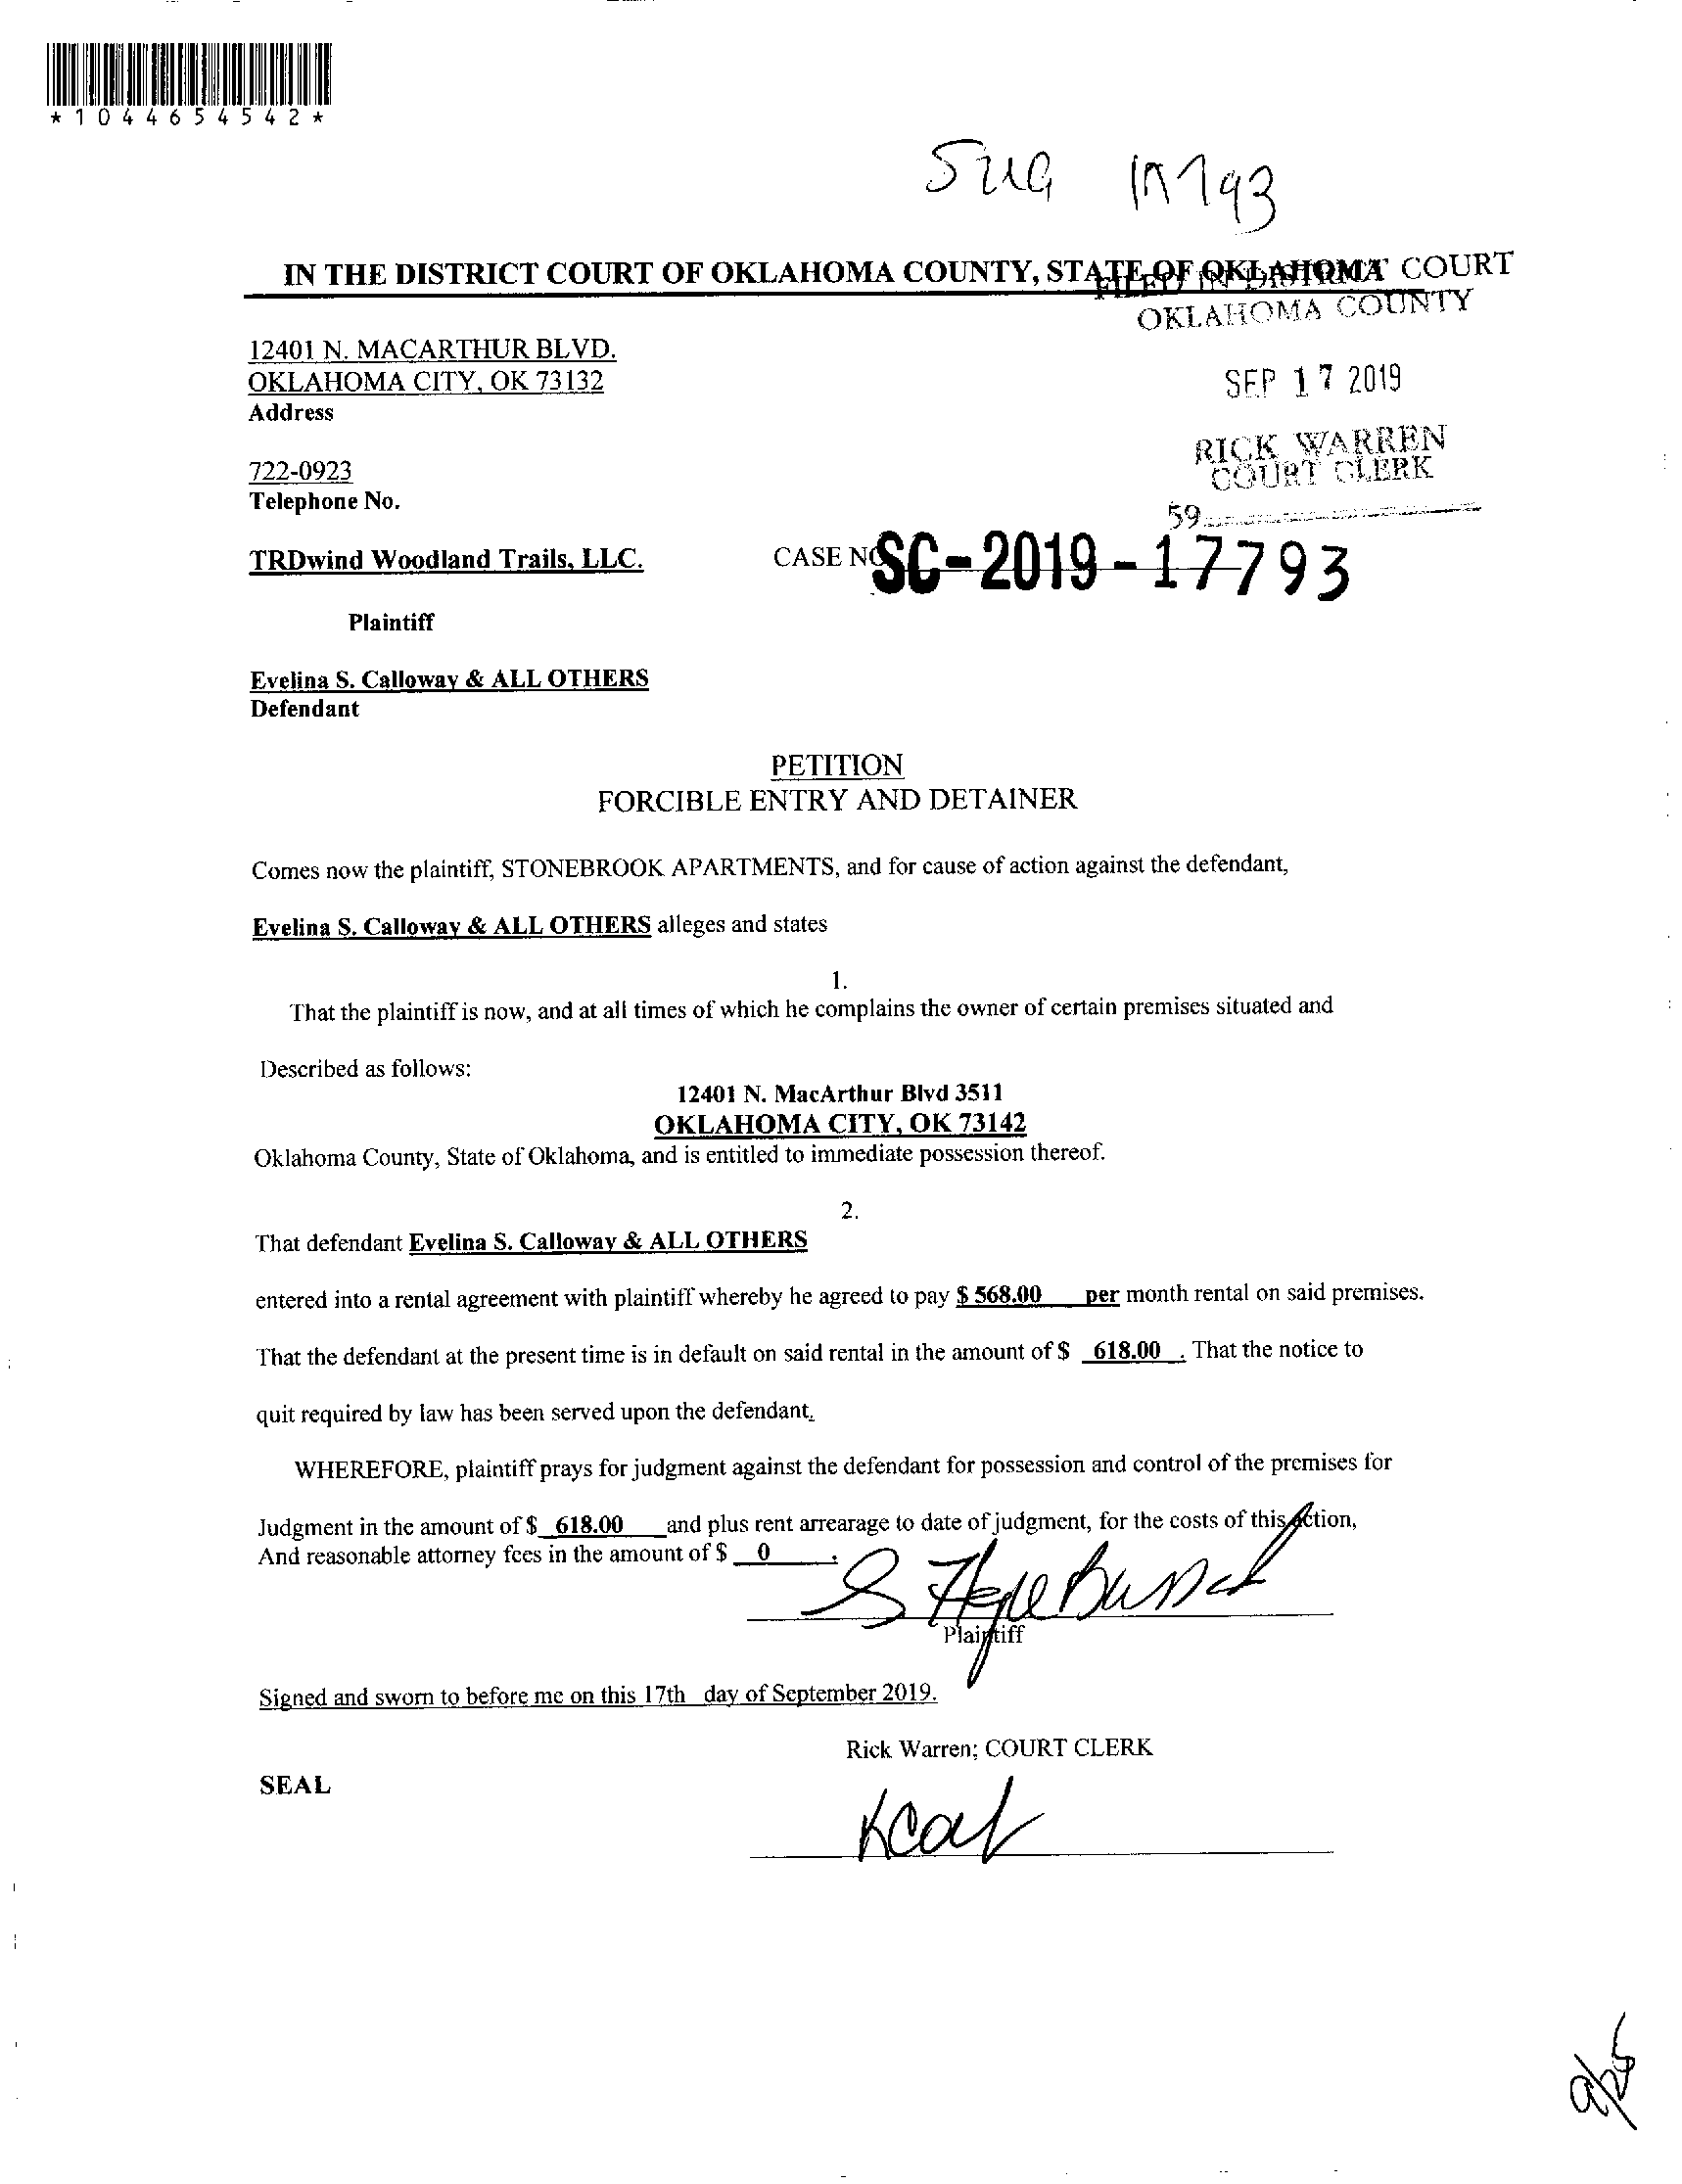 *1044654542*
IN THE DISTRICT COURT OF OKLAHOMA COUNTY, STATE OF OKLAHOMA
FILED IN DISTRICT COURT
OKLAHOMA COUNTY
12401 N. MACARTHUR BLVD.
OKLAHOMA CITY, OK 73132
Address
SEP 17 2019
RICK WARREN
COURT CLERK
722-0923
Telephone No.
59
TRDwind Woodland Trails, LLC.
CASE NO SC-2019-17793
Plaintiff
Evelina S. Calloway & ALL OTHERS
Defendant
PETITION
FORCIBLE ENTRY AND DETAINER
Comes now the plaintiff, STONEBROOK APARTMENTS, and for cause of action against the defendant,
Evelina S. Calloway & ALL OTHERS alleges and states
1.
That the plaintiff is now, and at all times of which he complains the owner of certain premises situated and
Described as follows:
12401 N. MacArthur Blvd 3511
OKLAHOMA CITY, OK 73142
Oklahoma County, State of Oklahoma, and is entitled to immediate possession thereof.
2.
That defendant Evelina S. Calloway & ALL OTHERS
entered into a rental agreement with plaintiff whereby he agreed to pay $ 568.00 per month rental on said premises.
That the defendant at the present time is in default on said rental in the amount of $ 618.00 . That the notice to
quit required by law has been served upon the defendant.
WHEREFORE, plaintiff prays for judgment against the defendant for possession and control of the premises for
Judgment in the amount of $ 618.00 and plus rent arrearage to date of judgment, for the costs of this action,
And reasonable attorney fees in the amount of $ 0 .
Plaintiff
Signed and sworn to before me on this 17th day of September 2019.
Rick Warren; COURT CLERK
SEAL
9/25